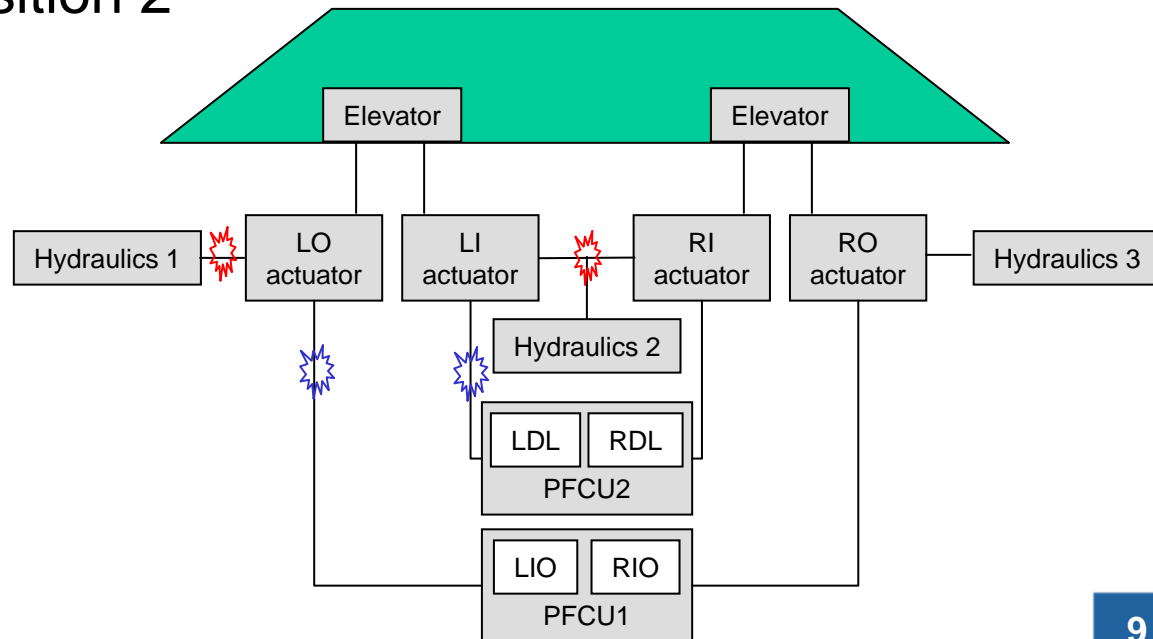 sition 2
Elevator
Elevator
Hydraulics 1
LO
actuator
LI
actuator
RI
actuator
RO
actuator
Hydraulics 3
Hydraulics 2
LDL
RDL
PFCU2
LIO
RIO
PFCU1
9